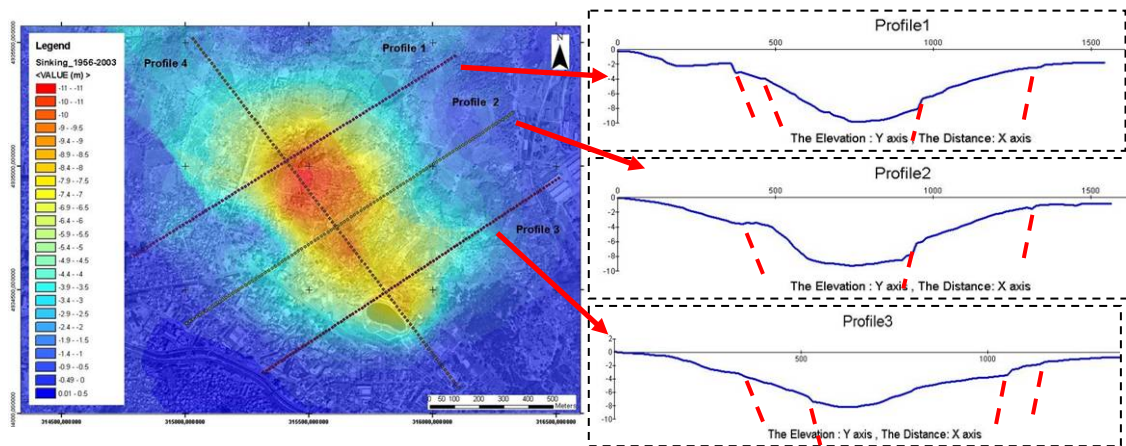 Legend
Sinking_1956-2003
<VALUE (m) >
-11 - -11
-10 - -11
-10
-9 - -9.5
-9.4 - -9
-8.9 - -8.5
-8.4 - -8
-7.9 - -7.5
-7.4 - -7
-6.9 - -6.5
-6.4 - -6
-5.9 - -5.5
-5.4 - -5
-4.9 - -4.5
-4.4 - -4
-3.9 - -3.5
-3.4 - -3
-2.9 - -2.5
-2.4 - -2
-1.9 - -1.5
-1.4 - -1
-0.9 - -0.5
-0.49 - 0
0.01 - 0.5
Profile 4
Profile 1
Profile 2
Profile 3
N
0 50 100 200 300 400 500
Meters
314500,000000 315000,000000 315500,000000 316000,000000 316500,000000
Profile1
0 500 1000 1500
0
-2
-4
-6
-8
-10
The Elevation : Y axis , The Distance: X axis
Profile2
0 500 1000 1500
0
-2
-4
-6
-8
-10
The Elevation : Y axis , The Distance: X axis
Profile3
2
0
500 1000
-2
-4
-6
-8
-10
The Elevation : Y axis , The Distance: X axis